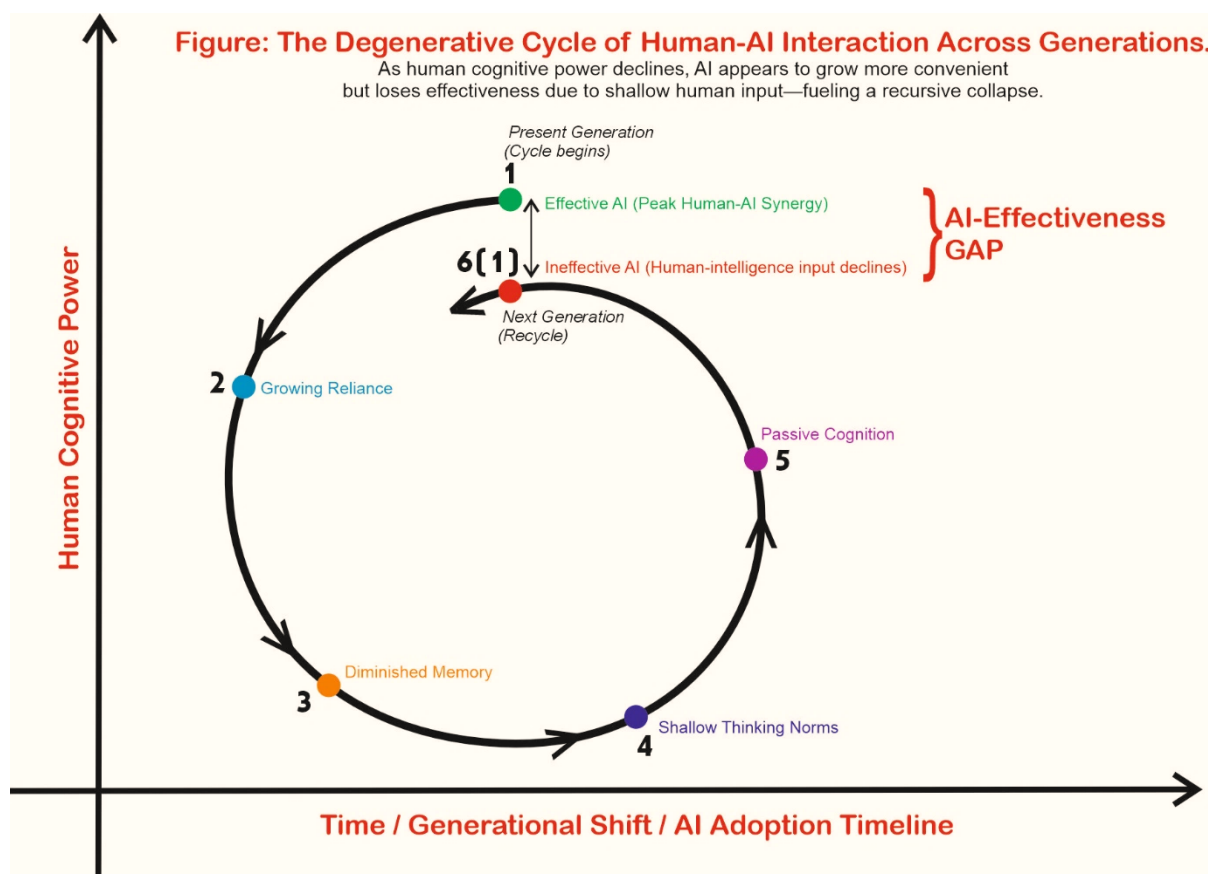 Figure: The Degenerative Cycle of Human-AI Interaction Across Generations.
As human cognitive power declines, AI appears to grow more convenient
but loses effectiveness due to shallow human input—fueling a recursive collapse.
Present Generation
(Cycle begins)
1
Effective AI (Peak Human-AI Synergy)
AI-Effectiveness
GAP
6(1)
Ineffective AI (Human-intelligence input declines)
Next Generation
(Recycle)
2
Growing Reliance
Passive Cognition
5
Human Cognitive Power
3
Diminished Memory
4
Shallow Thinking Norms
Time / Generational Shift / AI Adoption Timeline